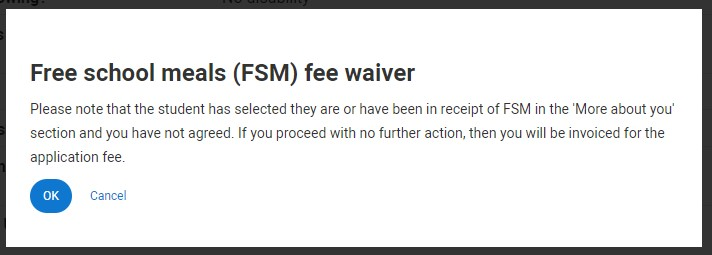 No disability
Free school meals (FSM) fee waiver
Please note that the student has selected they are or have been in receipt of FSM in the 'More about you'
section and you have not agreed. If you proceed with no further action, then you will be invoiced for the
application fee.
OK Cancel